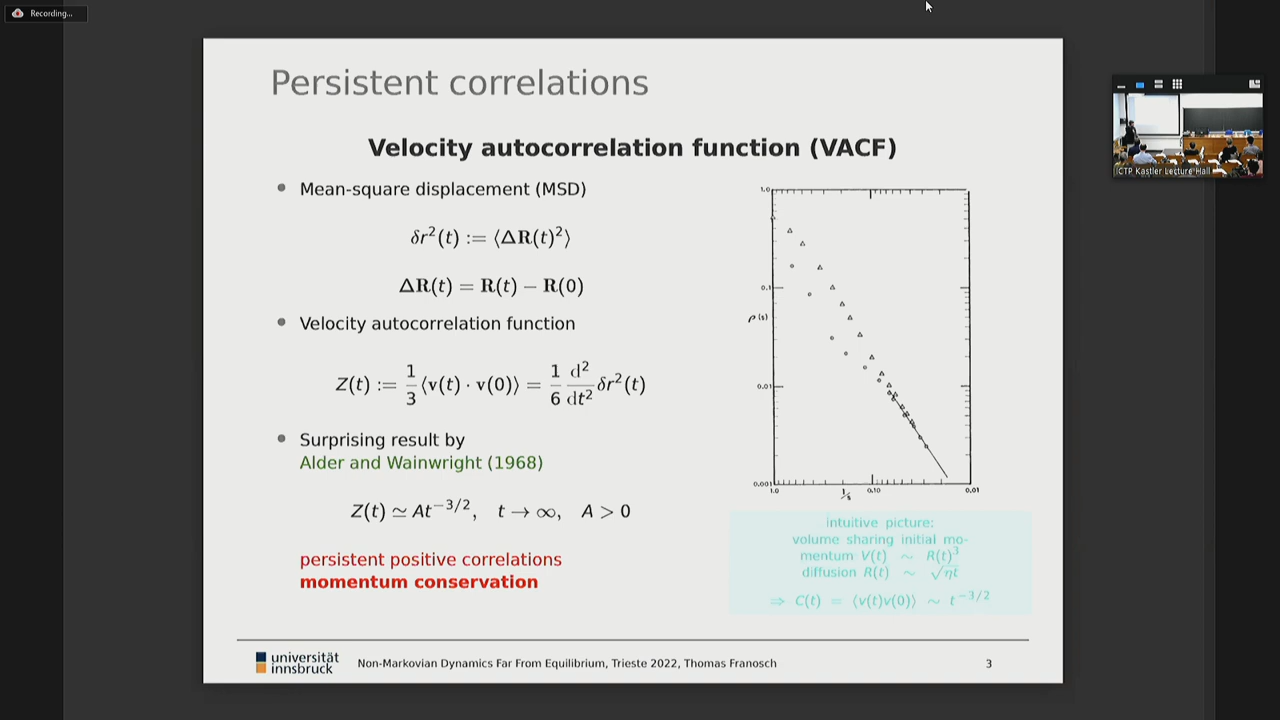 Recording...
Persistent correlations
Velocity autocorrelation function (VACF)
• Mean-square displacement (MSD)
δr²(t) := ⟨ΔR(t)²⟩
ΔR(t) = R(t) − R(0)
• Velocity autocorrelation function
Z(t) := 1/3 ⟨v(t) · v(0)⟩ = 1/6 d²/dt² δr²(t)
• Surprising result by
Alder and Wainwright (1968)
Z(t) ≃ At^−3/2, t → ∞, A > 0
persistent positive correlations
momentum conservation
1.0
0.1
ρ(s)
0.01
0.001
1.0 1/s 0.10 0.01
Intuitive picture:
volume sharing initial mo-
mentum V(t) ∼ R(t)³
diffusion R(t) ∼ √ηt
⇒ C(t) = ⟨v(t)v(0)⟩ ∼ t^−3/2
universität
innsbruck
Non-Markovian Dynamics Far From Equilibrium, Trieste 2022, Thomas Franosch
3
ICTP Kastler Lecture Hall